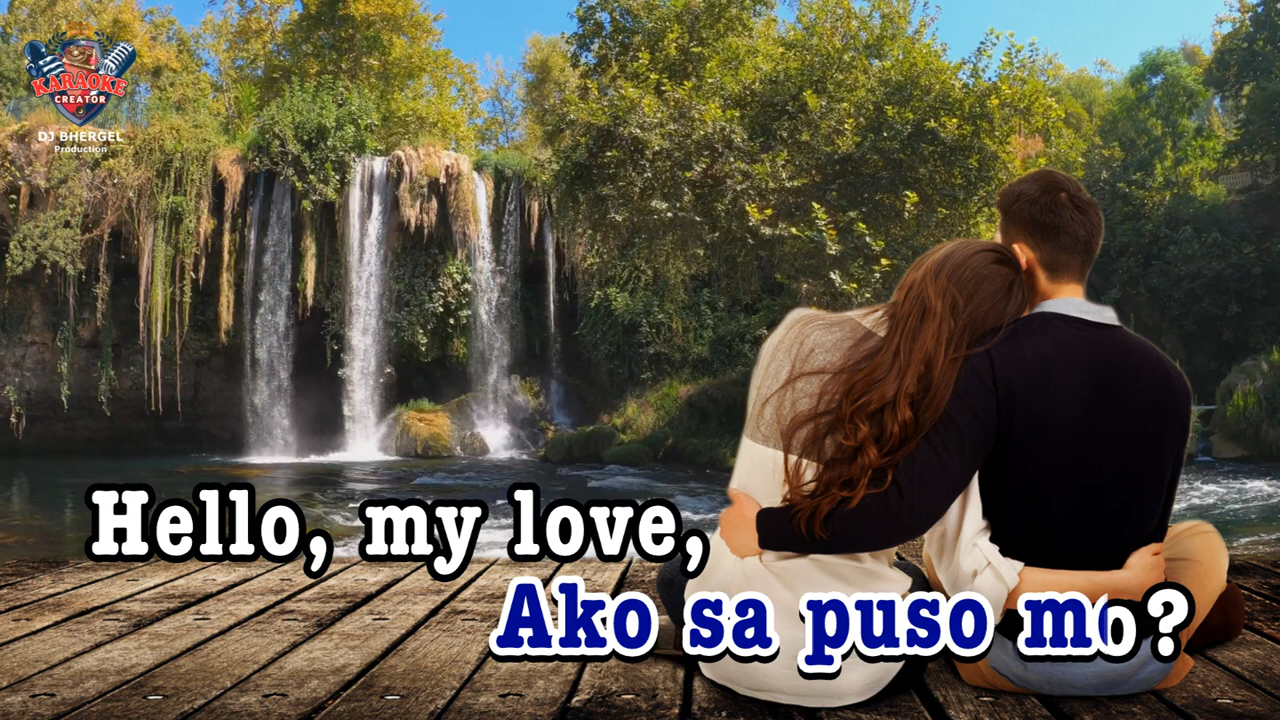 KARAOKE
CREATOR
DJ BHERGEL
Production
Hello, my love,
Ako sa puso mo?